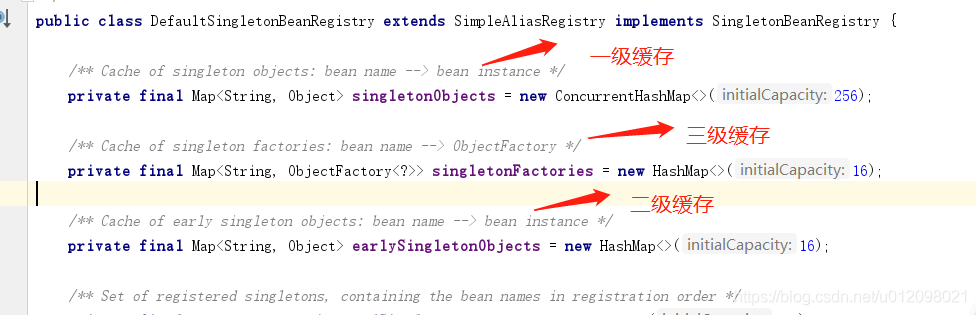 public class DefaultSingletonBeanRegistry extends SimpleAliasRegistry implements SingletonBeanRegistry {
一级缓存
/** Cache of singleton objects: bean name --> bean instance */
private final Map<String, Object> singletonObjects = new ConcurrentHashMap<>( initialCapacity: 256);
三级缓存
/** Cache of singleton factories: bean name --> ObjectFactory */
private final Map<String, ObjectFactory<?>> singletonFactories = new HashMap<>( initialCapacity: 16);
二级缓存
/** Cache of early singleton objects: bean name --> bean instance */
private final Map<String, Object> earlySingletonObjects = new HashMap<>( initialCapacity: 16);
/** Set of registered singletons, containing the bean names in registration order */
https://blog.csdn.net/u012098021